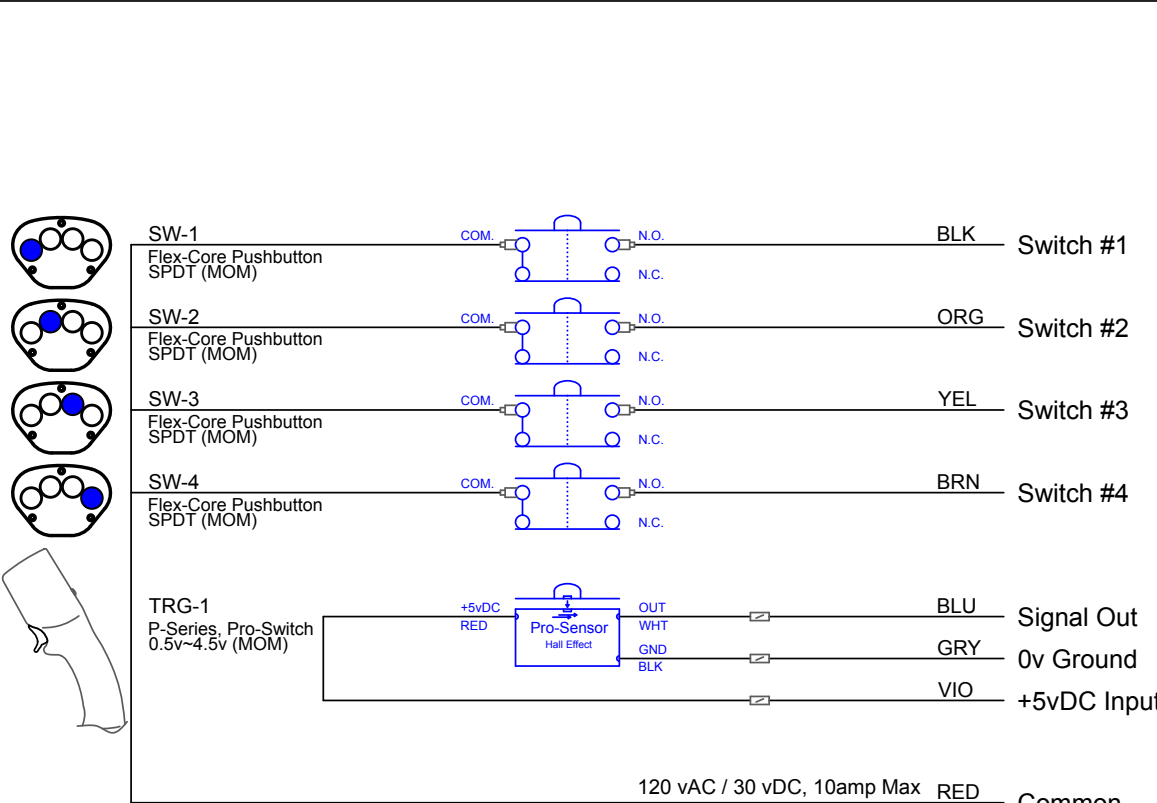 SW-1
Flex-Core Pushbutton
SPDT (MOM)
COM.
N.O.
N.C.
BLK
Switch #1
SW-2
Flex-Core Pushbutton
SPDT (MOM)
COM.
N.O.
N.C.
ORG
Switch #2
SW-3
Flex-Core Pushbutton
SPDT (MOM)
COM.
N.O.
N.C.
YEL
Switch #3
SW-4
Flex-Core Pushbutton
SPDT (MOM)
COM.
N.O.
N.C.
BRN
Switch #4
TRG-1
P-Series, Pro-Switch
0.5v~4.5v (MOM)
+5vDC
RED
Pro-Sensor
Hall Effect
OUT
WHT
GND
BLK
BLU
Signal Out
GRY
0v Ground
VIO
+5vDC Input
120 vAC / 30 vDC, 10amp Max
RED
Common